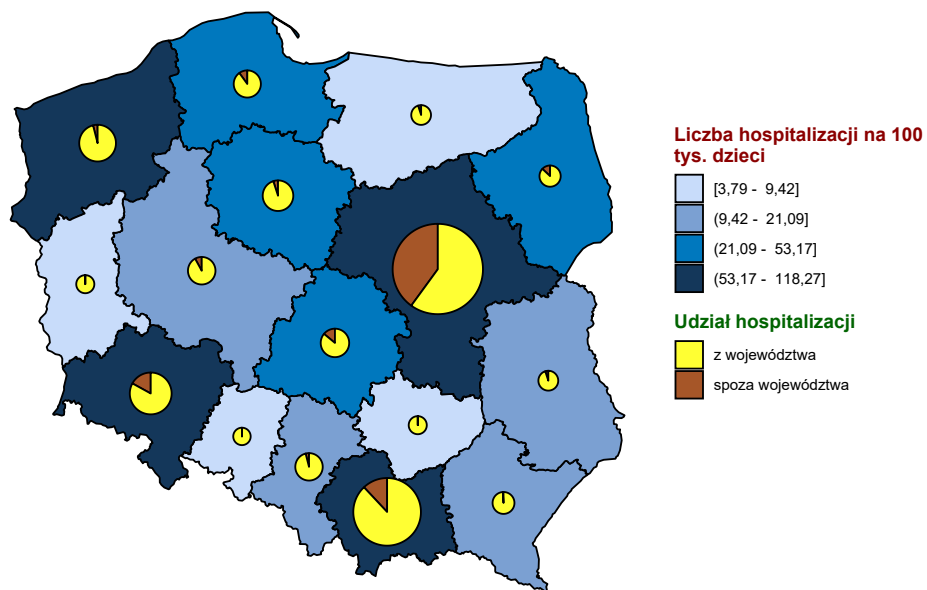 Liczba hospitalizacji na 100
tys. dzieci
[3,79 - 9,42]
(9,42 - 21,09]
(21,09 - 53,17]
(53,17 - 118,27]
Udział hospitalizacji
z województwa
spoza województwa